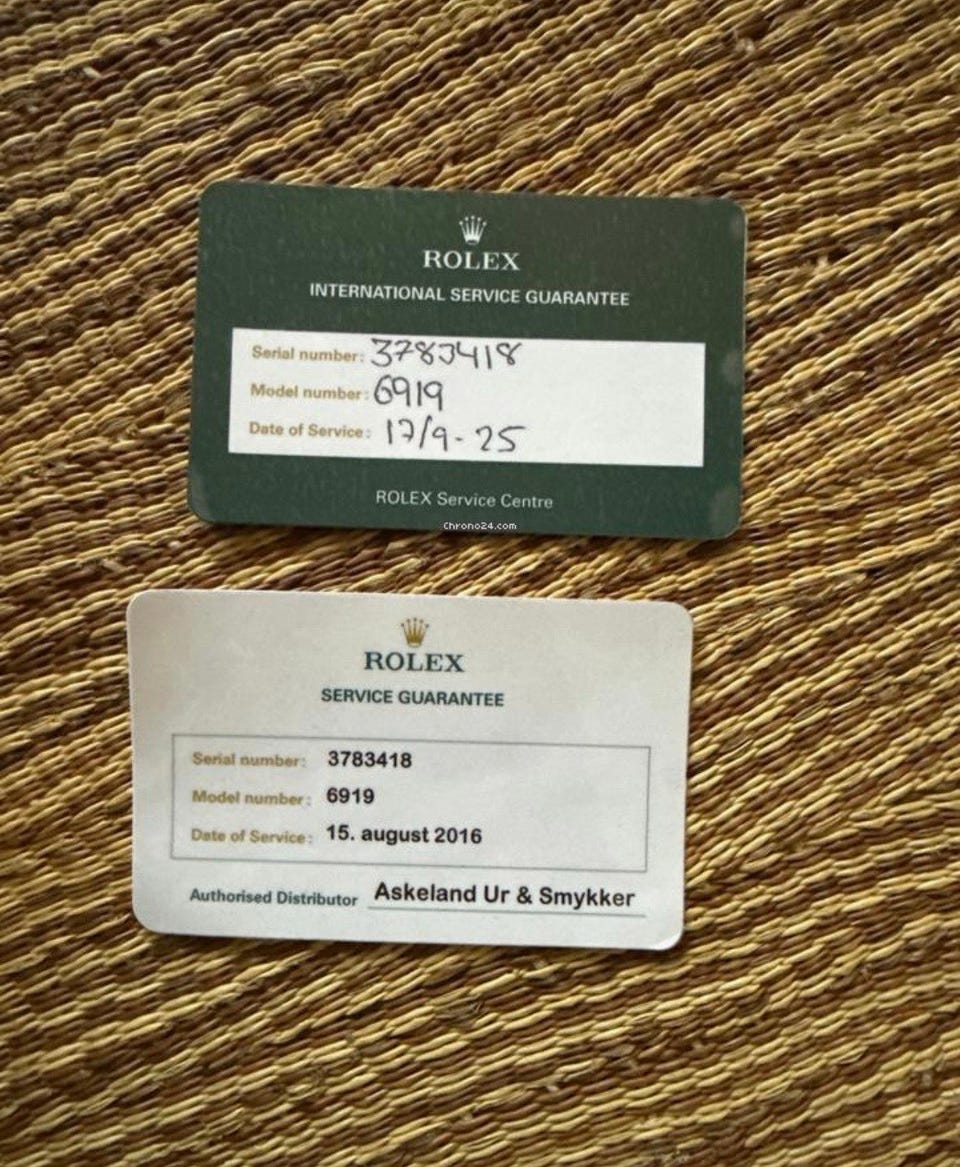 ROLEX
INTERNATIONAL SERVICE GUARANTEE
Serial number: 3783418
Model number: 6919
Date of Service: 17/9-25
ROLEX Service Centre
Chrono24.com
ROLEX
SERVICE GUARANTEE
Serial number: 3783418
Model number: 6919
Date of Service: 15. august 2016
Authorised Distributor Askeland Ur & Smykker